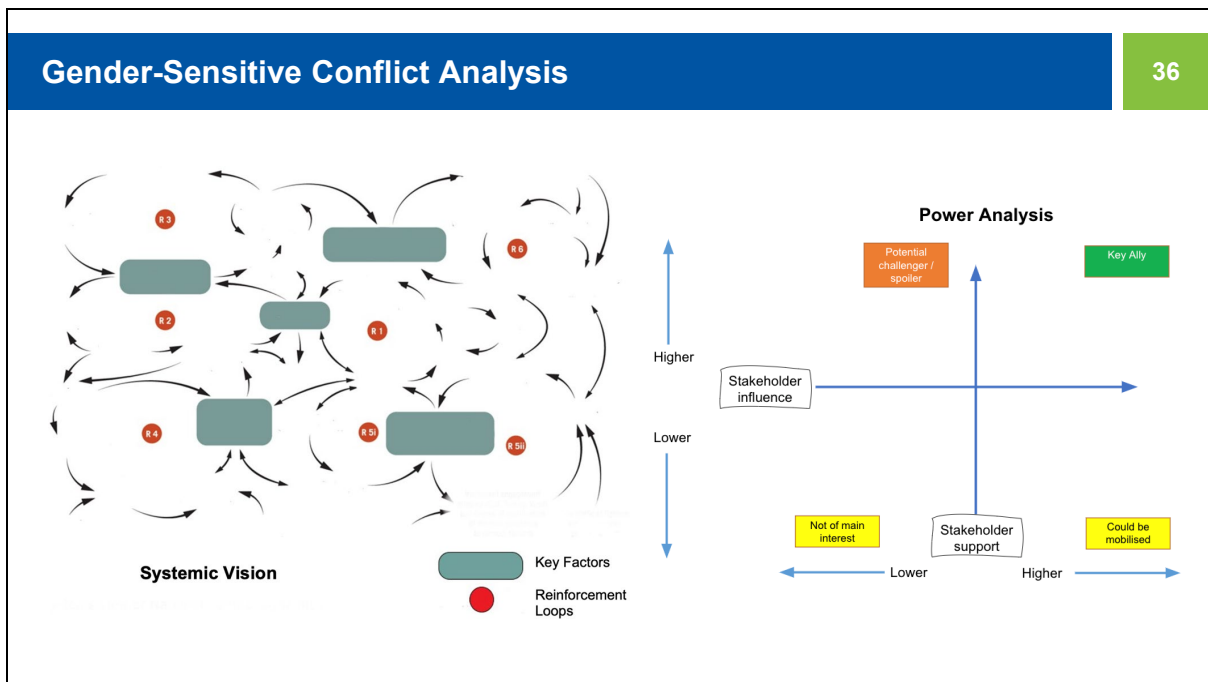 Gender-Sensitive Conflict Analysis
36
R 3
R 6
R 2
R 1
R 4
R 5i
R 5ii
Systemic Vision
Key Factors
Reinforcement
Loops
Power Analysis
Potential
challenger /
spoiler
Key Ally
Higher
Stakeholder
influence
Lower
Not of main
interest
Stakeholder
support
Could be
mobilised
Lower
Higher